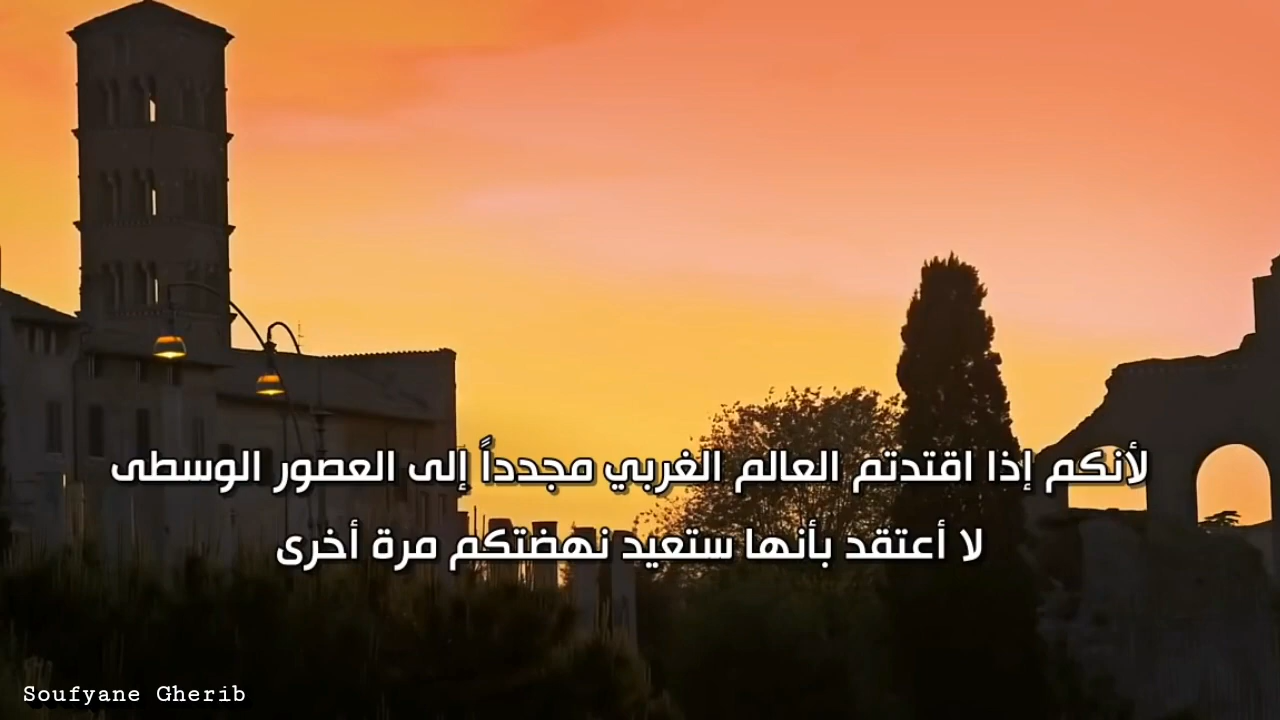 لأنكم إذا اقتدتم العالم الغربي مجدداً إلى العصور الوسطى
لا أعتقد بأنها ستعيد نهضتكم مرة أخرى
Soufyane Gherib